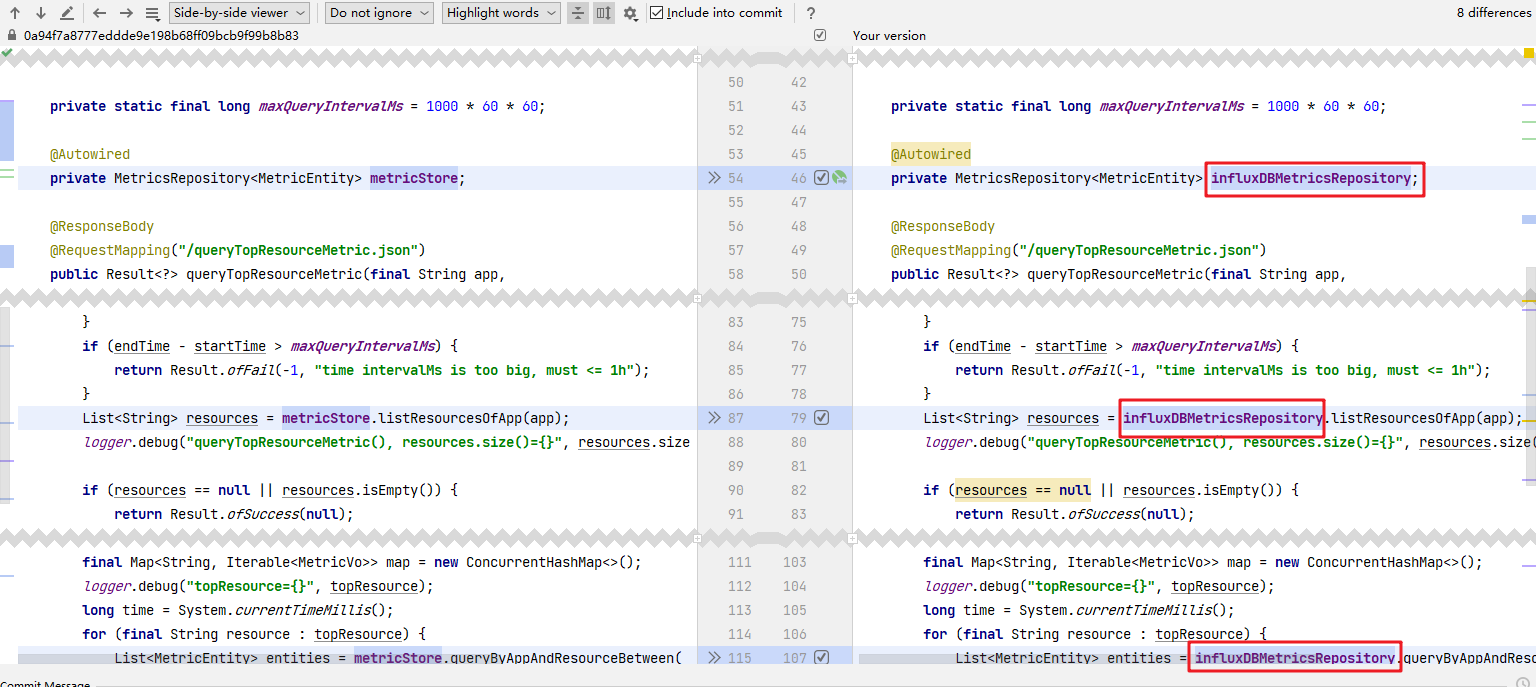 Side-by-side viewer Do not ignore Highlight words Include into commit ? 8 differences
0a94f7a8777eddde9e198b68ff09bcb9f99b8b83 Your version
50 42
private static final long maxQueryIntervalMs = 1000 * 60 * 60; 51 43 private static final long maxQueryIntervalMs = 1000 * 60 * 60;
52 44
@Autowired 53 45 @Autowired
private MetricsRepository<MetricEntity> metricStore; 54 46 private MetricsRepository<MetricEntity> influxDBMetricsRepository;
55 47
@ResponseBody 56 48 @ResponseBody
@RequestMapping("/queryTopResourceMetric.json") 57 49 @RequestMapping("/queryTopResourceMetric.json")
public Result<?> queryTopResourceMetric(final String app, 58 50 public Result<?> queryTopResourceMetric(final String app,
} 83 75 }
if (endTime - startTime > maxQueryIntervalMs) { 84 76 if (endTime - startTime > maxQueryIntervalMs) {
return Result.ofFail(-1, "time intervalMs is too big, must <= 1h"); 85 77 return Result.ofFail(-1, "time intervalMs is too big, must <= 1h");
} 86 78 }
List<String> resources = metricStore.listResourcesOfApp(app); 87 79 List<String> resources = influxDBMetricsRepository.listResourcesOfApp(app);
logger.debug("queryTopResourceMetric(), resources.size()={}", resources.size 88 80 logger.debug("queryTopResourceMetric(), resources.size()={}", resources.size(
89 81
if (resources == null || resources.isEmpty()) { 90 82 if (resources == null || resources.isEmpty()) {
return Result.ofSuccess(null); 91 83 return Result.ofSuccess(null);
final Map<String, Iterable<MetricVo>> map = new ConcurrentHashMap<>(); 111 103 final Map<String, Iterable<MetricVo>> map = new ConcurrentHashMap<>();
logger.debug("topResource={}", topResource); 112 104 logger.debug("topResource={}", topResource);
long time = System.currentTimeMillis(); 113 105 long time = System.currentTimeMillis();
for (final String resource : topResource) { 114 106 for (final String resource : topResource) {
List<MetricEntity> entities = metricStore.queryByAppAndResourceBetween( 115 107 List<MetricEntity> entities = influxDBMetricsRepository.queryByAppAndReso
Commit Message